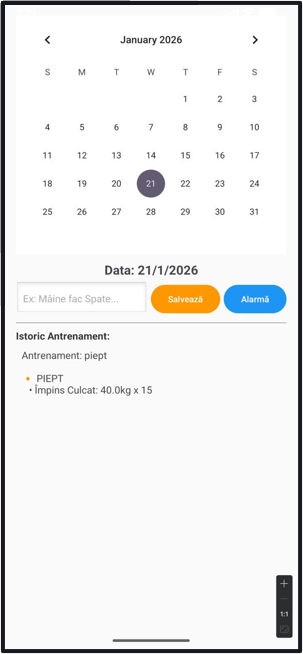 January 2026
S M T W T F S
1 2 3
4 5 6 7 8 9 10
11 12 13 14 15 16 17
18 19 20 21 22 23 24
25 26 27 28 29 30 31
Data: 21/1/2026
Ex: Mâine fac Spate... Salvează Alarmă
Istoric Antrenament:
Antrenament: piept
PIEPT
• Împins Culcat: 40.0kg x 15
1:1